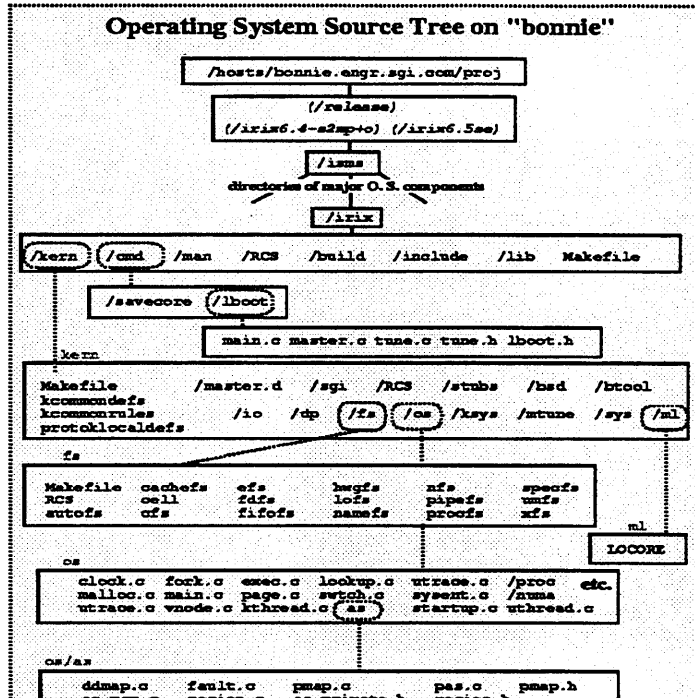 Operating System Source Tree on "bonnie"
/hosts/bonnie.engr.sgi.com/proj
(/release)
(/irix6.4-s2mp+o) (/irix6.5se)
/isms
directories of major O. S. components
/irix
/kern /cmd /man /RCS /build /include /lib Makefile
/savecore /lboot
main.c master.c tune.c tune.h lboot.h
kern
Makefile /master.d /sgi /RCS /stubs /bsd /btool
kcommondefs
kcommonrules /io /dp /fs /os /ksys /mtune /sys /ml
protoklocaldefs
fs
Makefile cachefs efs hwgfs nfs specfs
RCS cell fdfs lofs pipefs umfs
autofs cfs fifofs namefs procfs xfs
ml
LOCORE
os
clock.c fork.c exec.c lookup.c utrace.c /proc etc.
malloc.c main.c page.c swtch.c sysent.c /numa
utrace.c vnode.c kthread.c as startup.c uthread.c
os/as
ddmap.c fault.c pmap.c pas.c pmap.h